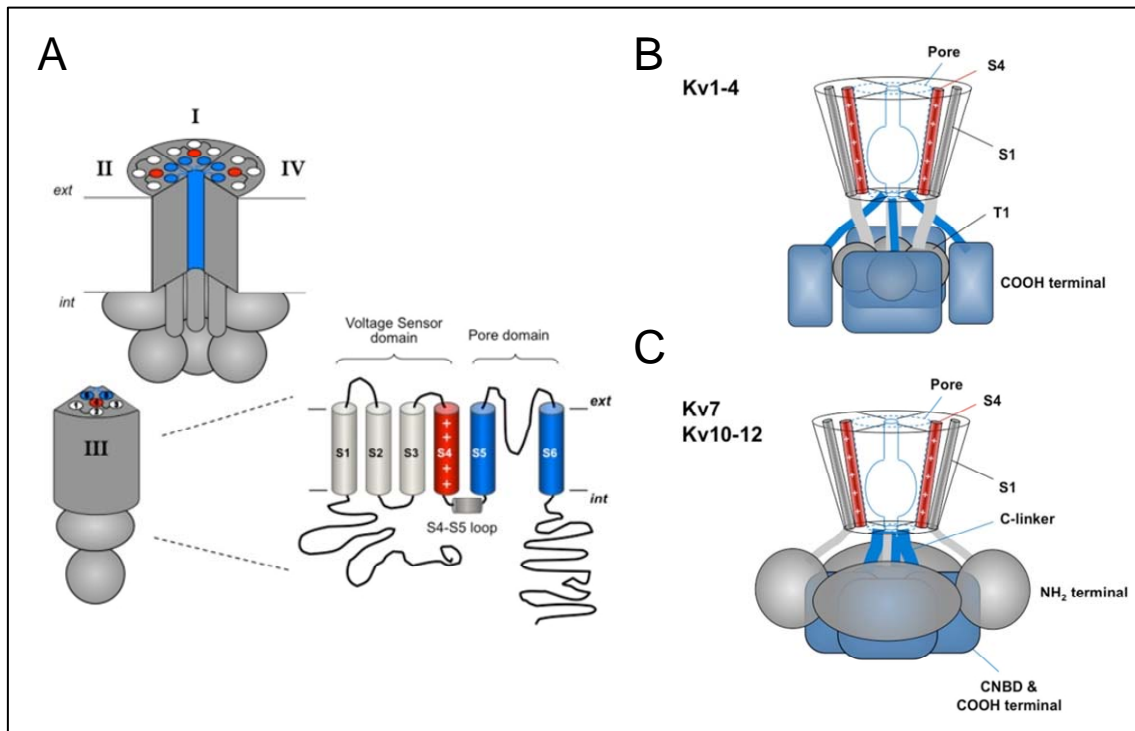 A
I
II
IV
ext
int
III
Voltage Sensor
domain
Pore domain
ext
S1
S2
S3
S4
S5
S6
+
+
+
+
int
S4-S5 loop
B
Kv1-4
Pore
S4
S1
T1
COOH terminal
C
Kv7
Kv10-12
Pore
S4
S1
C-linker
NH₂ terminal
CNBD &
COOH terminal